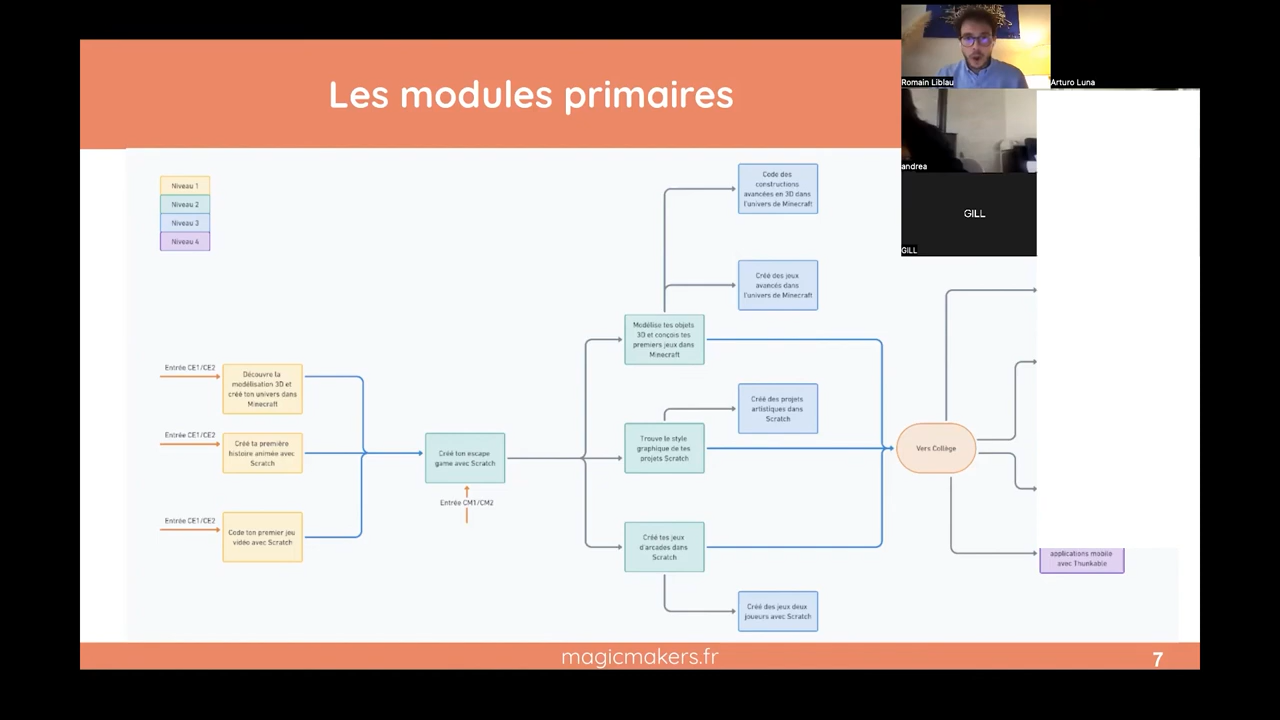 Les modules primaires
Romain Liblau
Arturo Luna
andrea
GILL
GILL
Niveau 1
Niveau 2
Niveau 3
Niveau 4
Code des
constructions
avancées en 3D dans
l'univers de Minecraft
Créé des jeux
avancés dans
l'univers de Minecraft
Modélise tes objets
3D et conçois tes
premiers jeux dans
Minecraft
Entrée CE1/CE2
Découvre la
modélisation 3D et
créé ton univers dans
Minecraft
Créé des projets
artistiques dans
Scratch
Entrée CE1/CE2
Créé ta première
histoire animée avec
Scratch
Créé ton escape
game avec Scratch
Trouve le style
graphique de tes
projets Scratch
Vers Collège
Entrée CM1/CM2
Entrée CE1/CE2
Code ton premier jeu
vidéo avec Scratch
Créé tes jeux
d'arcades dans
Scratch
applications mobile
avec Thunkable
Créé des jeux deux
joueurs avec Scratch
magicmakers.fr
7